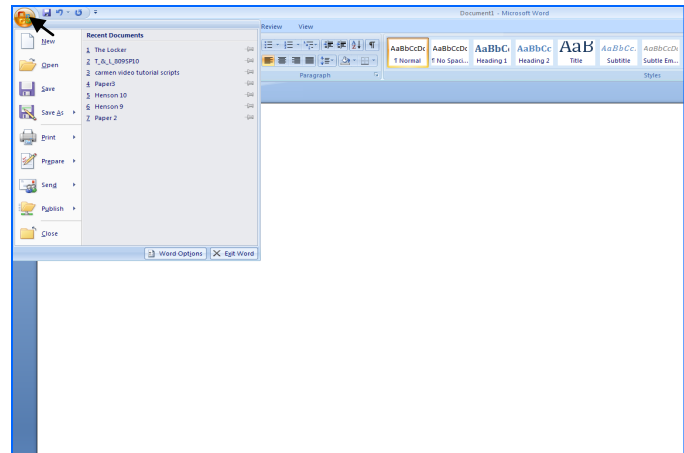 Document1 - Microsoft Word
Review View
New
Open
Save
Save As
Print
Prepare
Send
Publish
Close
Recent Documents
1 The Locker
2 T_&_L_8095P10
3 carmen video tutorial scripts
4 Paper3
5 Henson 10
6 Henson 9
7 Paper 2
Word Options
Exit Word
Paragraph
AaBbCcDc AaBbCcDc AaBbC AaBbCc AaB AaBbCc. AaBbCcDc
¶ Normal ¶ No Spaci... Heading 1 Heading 2 Title Subtitle Subtle Em...
Styles